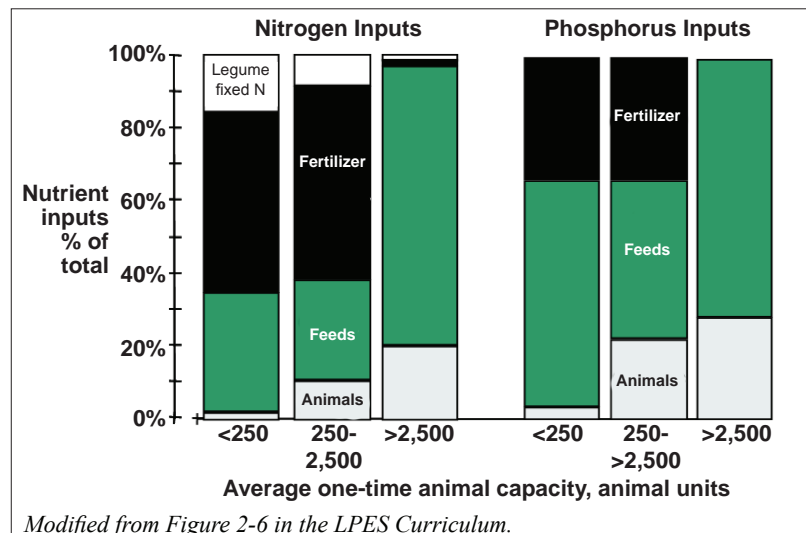 Nitrogen Inputs
Phosphorus Inputs
100%
80%
60%
40%
20%
0%
Nutrient
inputs
% of
total
Legume
fixed N
Fertilizer
Feeds
Animals
Fertilizer
Feeds
Animals
<250
250-
2,500
>2,500
<250
250-
>2,500
>2,500
Average one-time animal capacity, animal units
Modified from Figure 2-6 in the LPES Curriculum.